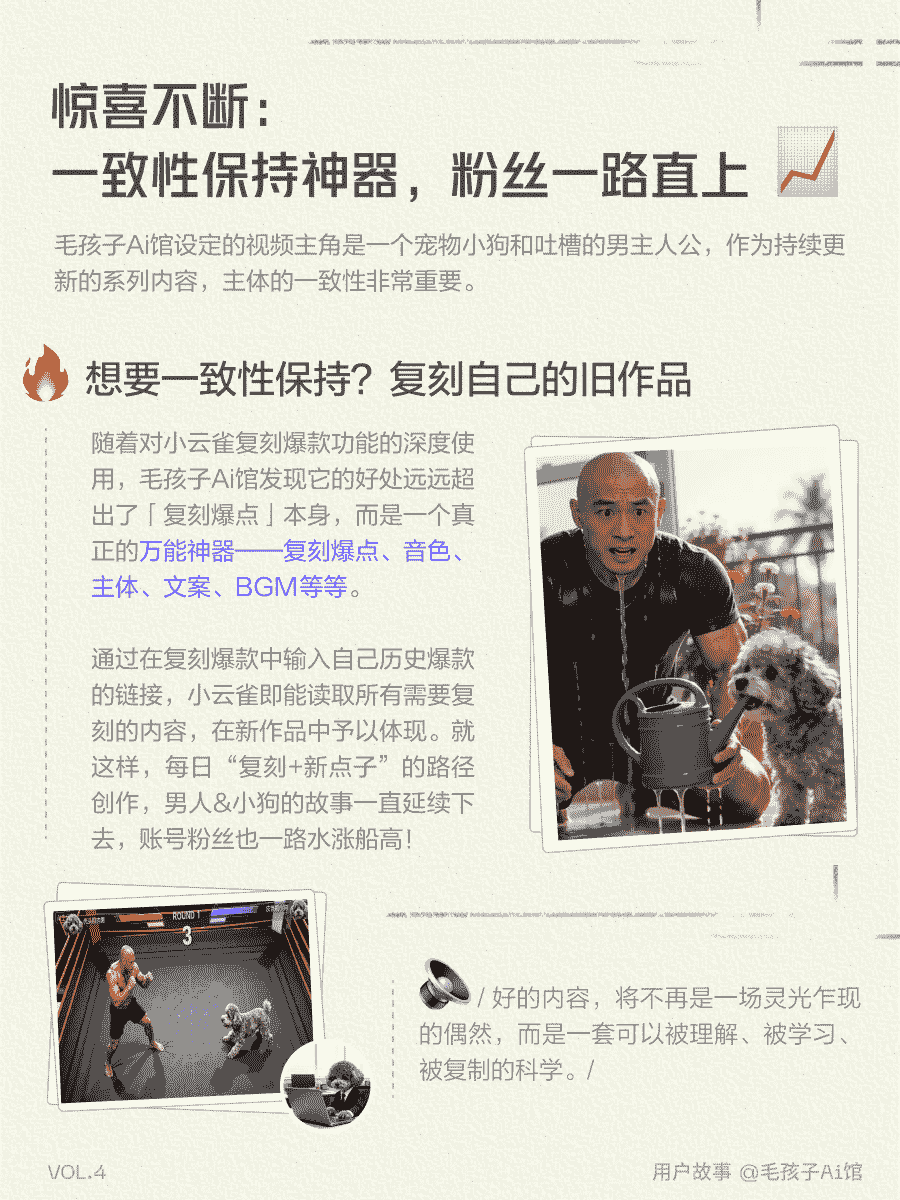 惊喜不断：
一致性保持神器，粉丝一路直上
毛孩子Ai馆设定的视频主角是一个宠物小狗和吐槽的男主人公，作为持续更
新的系列内容，主体的一致性非常重要。
想要一致性保持？复刻自己的旧作品
随着对小云雀复刻爆款功能的深度使
用，毛孩子Ai馆发现它的好处远远超
出了「复刻爆点」本身，而是一个真
正的万能神器——复刻爆点、音色、
主体、文案、BGM等等。
通过在复刻爆款中输入自己历史爆款
的链接，小云雀即能读取所有需要复
刻的内容，在新作品中予以体现。就
这样，每日“复刻+新点子”的路径
创作，男人&小狗的故事一直延续下
去，账号粉丝也一路水涨船高！
ROUND 1
3
/ 好的内容，将不再是一场灵光乍现
的偶然，而是一套可以被理解、被学习、
被复制的科学。/
VOL.4
用户故事 @毛孩子Ai馆